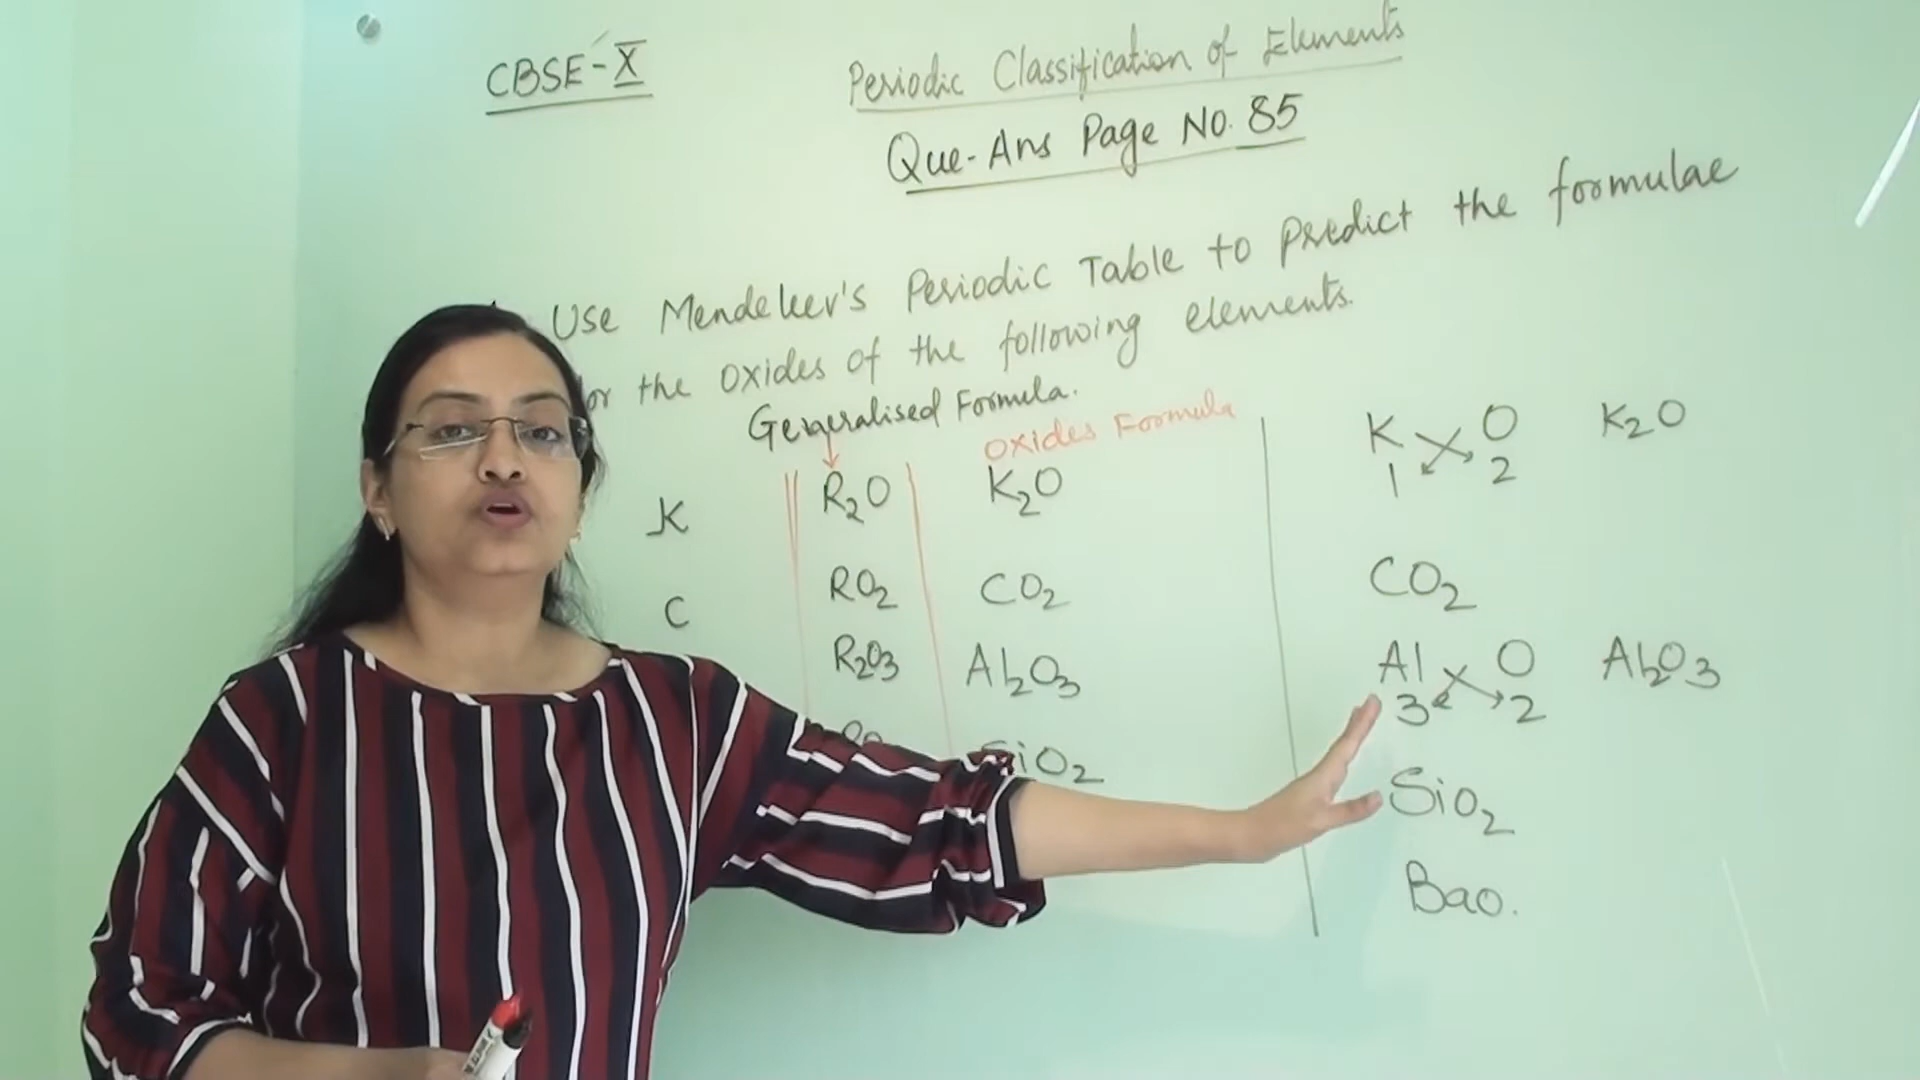 CBSE-X
Periodic Classification of Elements
Que-Ans Page No. 85
Use Mendeleev's Periodic Table to Predict the formulae
for the oxides of the following elements.
Generalised Formula.
Oxides Formula
K R2O K2O
C RO2 CO2
R2O3 Al2O3
SiO2
K O K2O
1 2
CO2
Al O Al2O3
3 2
SiO2
Bao.